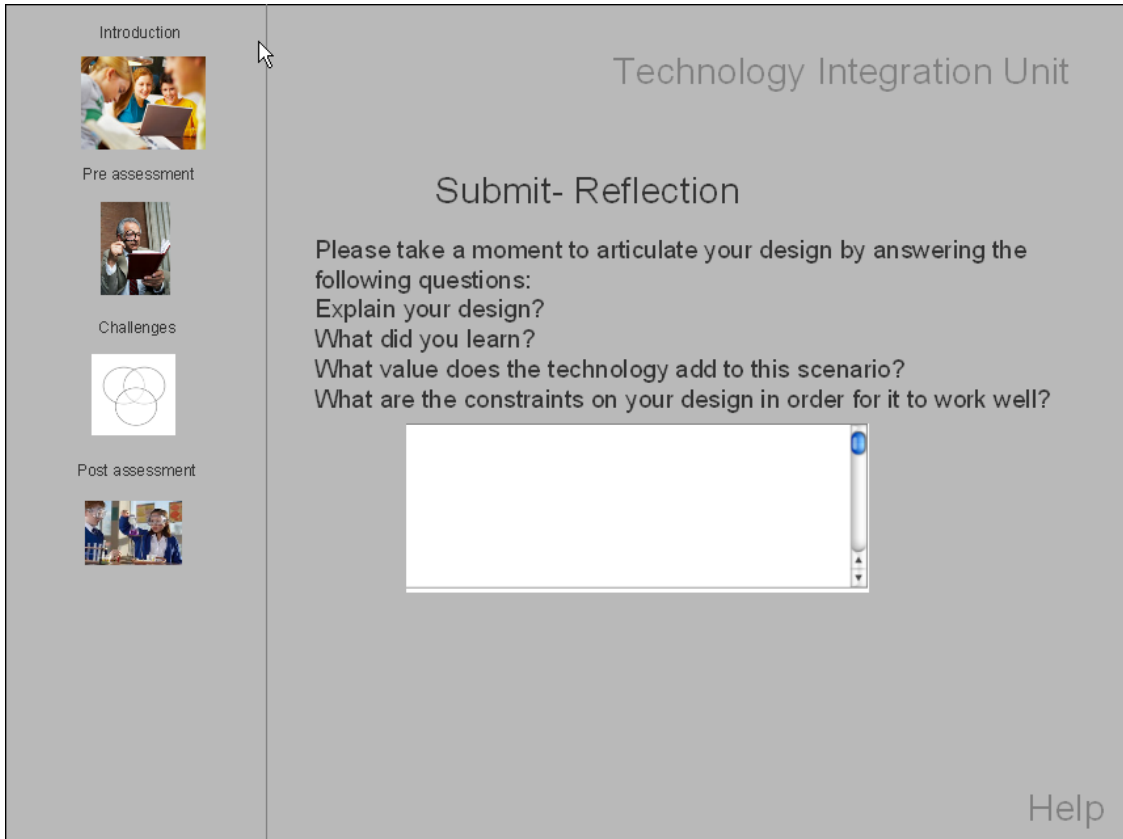 Introduction
Pre assessment
Challenges
Post assessment
Technology Integration Unit
Submit- Reflection
Please take a moment to articulate your design by answering the
following questions:
Explain your design?
What did you learn?
What value does the technology add to this scenario?
What are the constraints on your design in order for it to work well?
Help